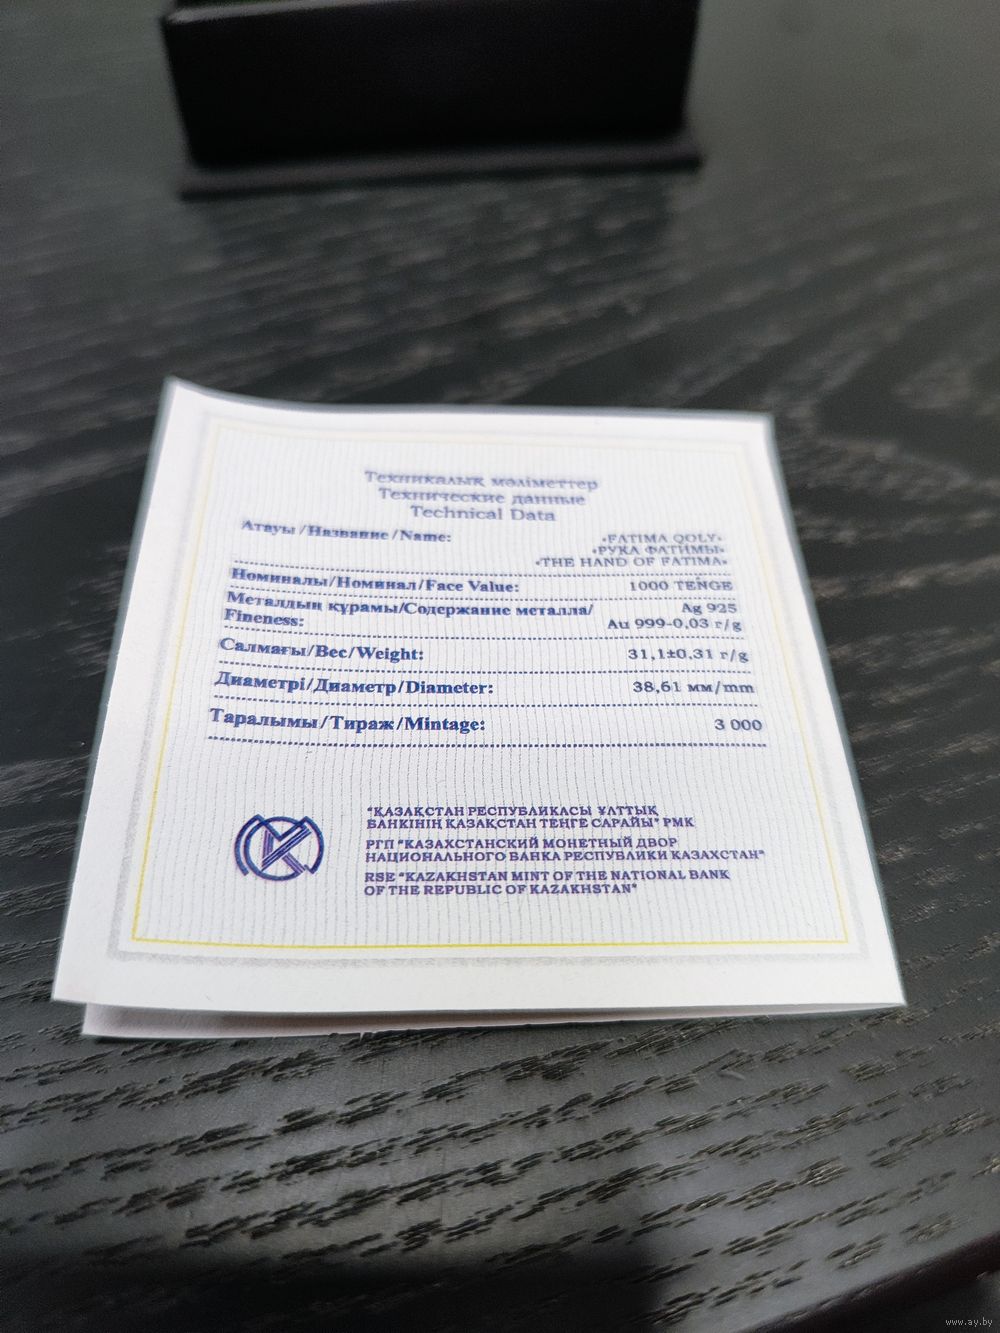 Техникалық мәліметтер
Технические данные
Technical Data
Атауы/Название/Name: «FATIMA QOLY»
«РУКА ФАТИМЫ»
«THE HAND OF FATIMA»
Номиналы/Номинал/Face Value: 1000 TEŃGE
Металдың құрамы/Содержание металла/ Ag 925
Fineness: Au 999-0,03 г/g
Салмағы/Вес/Weight: 31,1±0,31 г/g
Диаметрі/Диаметр/Diameter: 38,61 мм/mm
Таралымы/Тираж/Mintage: 3 000
"ҚАЗАҚСТАН РЕСПУБЛИКАСЫ ҰЛТТЫҚ
БАНКІНІҢ ҚАЗАҚСТАН ТЕҢГЕ САРАЙЫ" РМК
РГП "КАЗАХСТАНСКИЙ МОНЕТНЫЙ ДВОР
НАЦИОНАЛЬНОГО БАНКА РЕСПУБЛИКИ КАЗАХСТАН"
RSE "KAZAKHSTAN MINT OF THE NATIONAL BANK
OF THE REPUBLIC OF KAZAKHSTAN"
www.ay.by